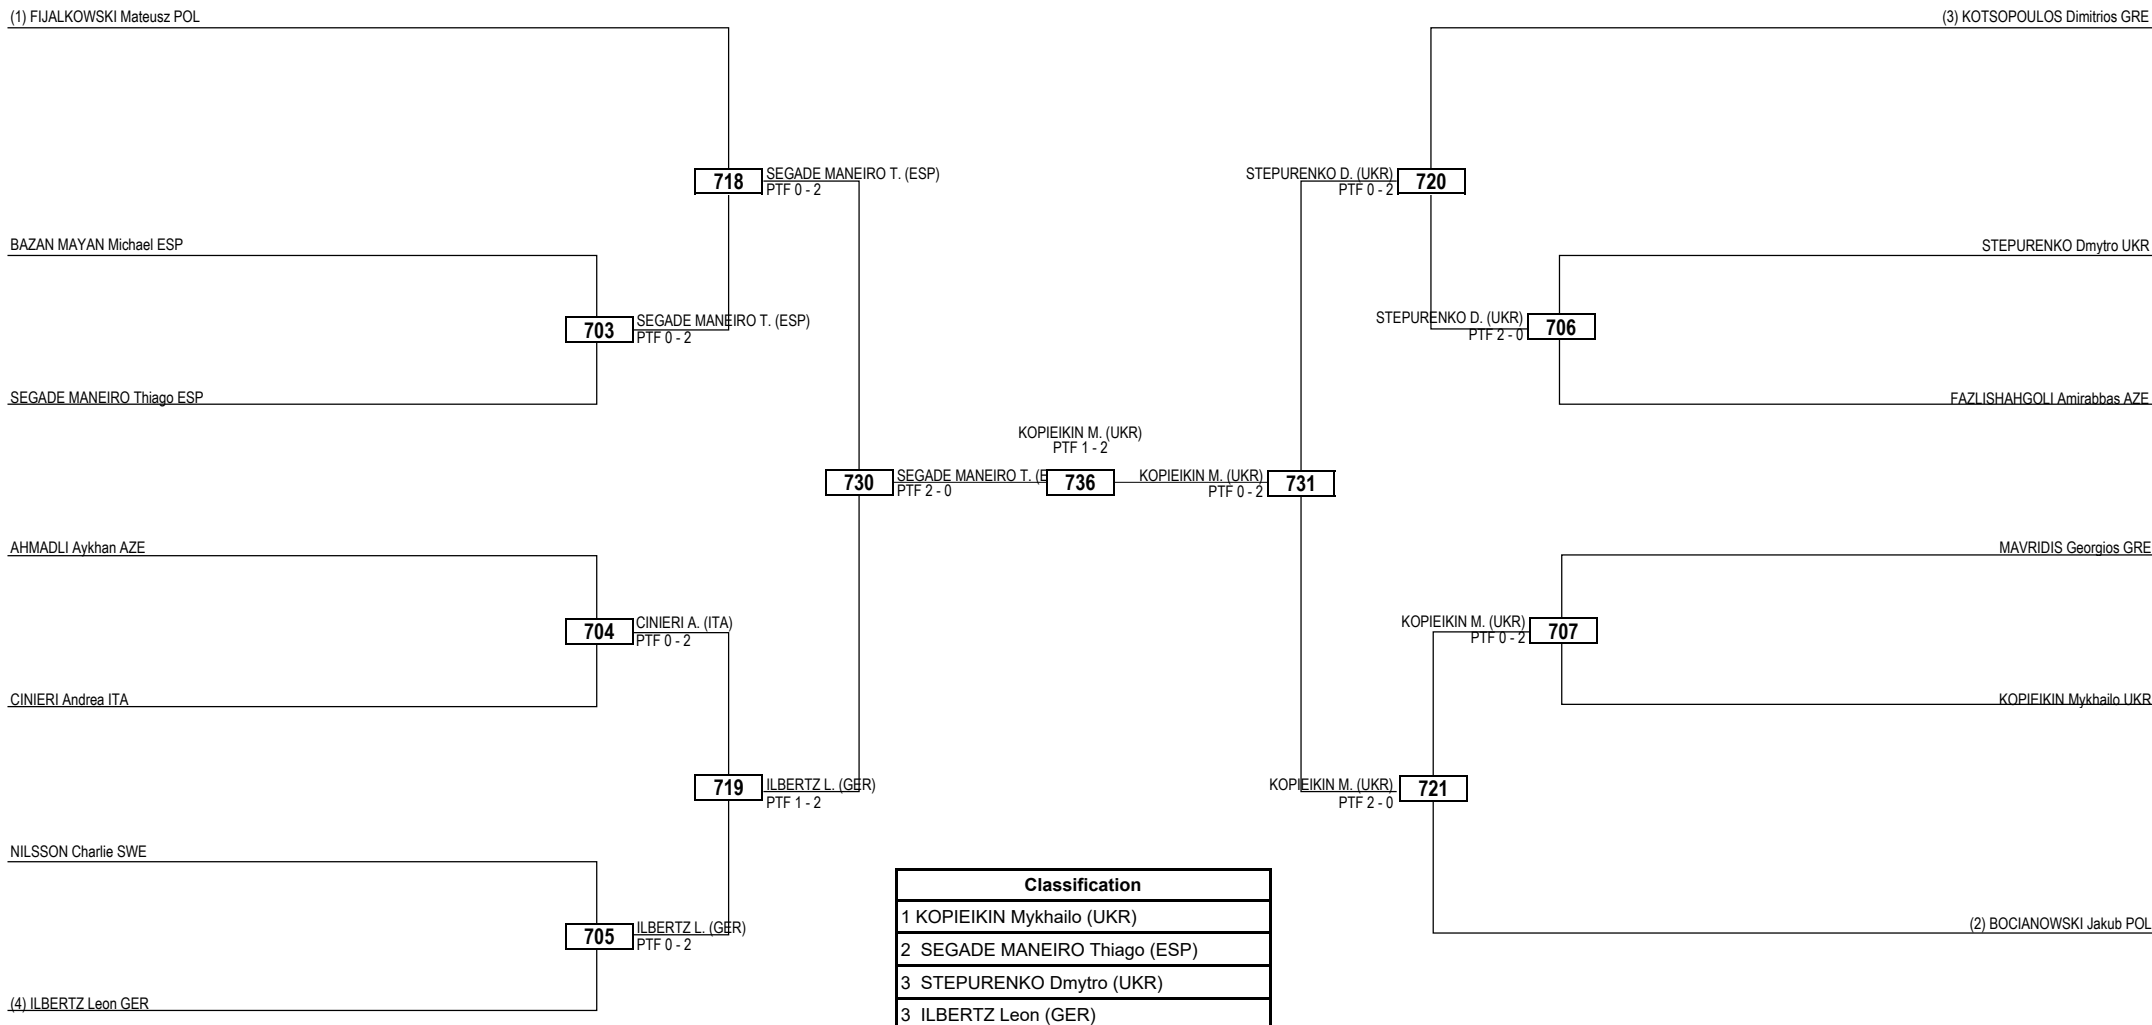 (1) FIJALKOWSKI Mateusz POL
(3) KOTSOPOULOS Dimitrios GRE
718
SEGADE MANEIRO T. (ESP)
PTF 0 - 2
STEPURENKO D. (UKR)
PTF 0 - 2
720
BAZAN MAYAN Michael ESP
STEPURENKO Dmytro UKR
703
SEGADE MANEIRO T. (ESP)
PTF 0 - 2
STEPURENKO D. (UKR)
PTF 2 - 0
706
SEGADE MANEIRO Thiago ESP
FAZLISHAHGOLI Amirabbas AZE
KOPIEIKIN M. (UKR)
PTF 1 - 2
730
SEGADE MANEIRO T. (E
PTF 2 - 0
736
KOPIEIKIN M. (UKR)
PTF 0 - 2
731
AHMADLI Aykhan AZE
MAVRIDIS Georgios GRE
704
CINIERI A. (ITA)
PTF 0 - 2
KOPIEIKIN M. (UKR)
PTF 0 - 2
707
CINIERI Andrea ITA
KOPIEIKIN Mykhailo UKR
719
ILBERTZ L. (GER)
PTF 1 - 2
KOPIEIKIN M. (UKR)
PTF 2 - 0
721
NILSSON Charlie SWE
705
ILBERTZ L. (GER)
PTF 0 - 2
(2) BOCIANOWSKI Jakub POL
(4) ILBERTZ Leon GER
Classification
1 KOPIEIKIN Mykhailo (UKR)
2 SEGADE MANEIRO Thiago (ESP)
3 STEPURENKO Dmytro (UKR)
3 ILBERTZ Leon (GER)